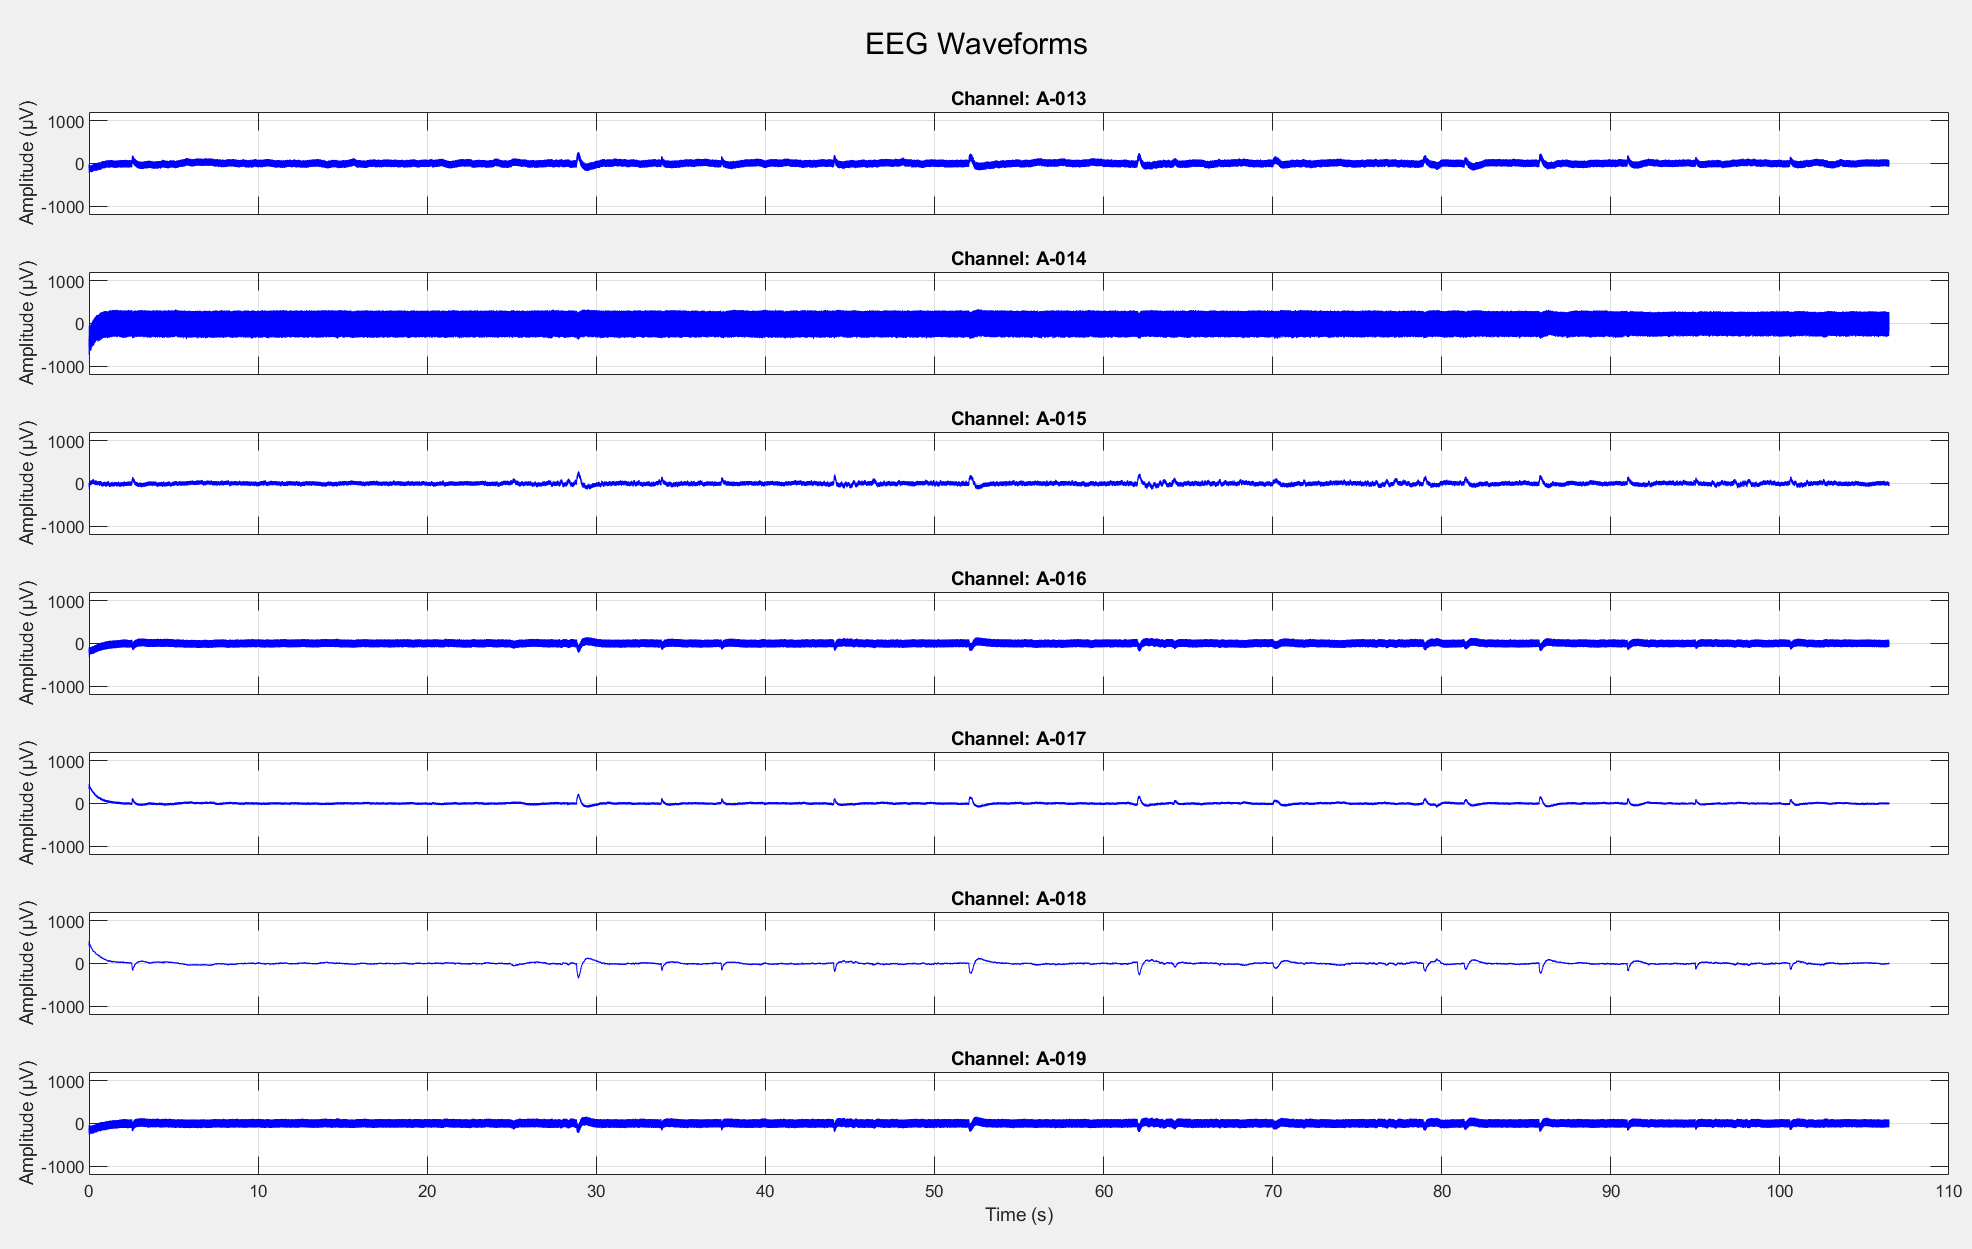 EEG Waveforms
Channel: A-013
Amplitude (µV)
1000
0
-1000
Channel: A-014
Amplitude (µV)
1000
0
-1000
Channel: A-015
Amplitude (µV)
1000
0
-1000
Channel: A-016
Amplitude (µV)
1000
0
-1000
Channel: A-017
Amplitude (µV)
1000
0
-1000
Channel: A-018
Amplitude (µV)
1000
0
-1000
Channel: A-019
Amplitude (µV)
1000
0
-1000
0 10 20 30 40 50 60 70 80 90 100 110
Time (s)